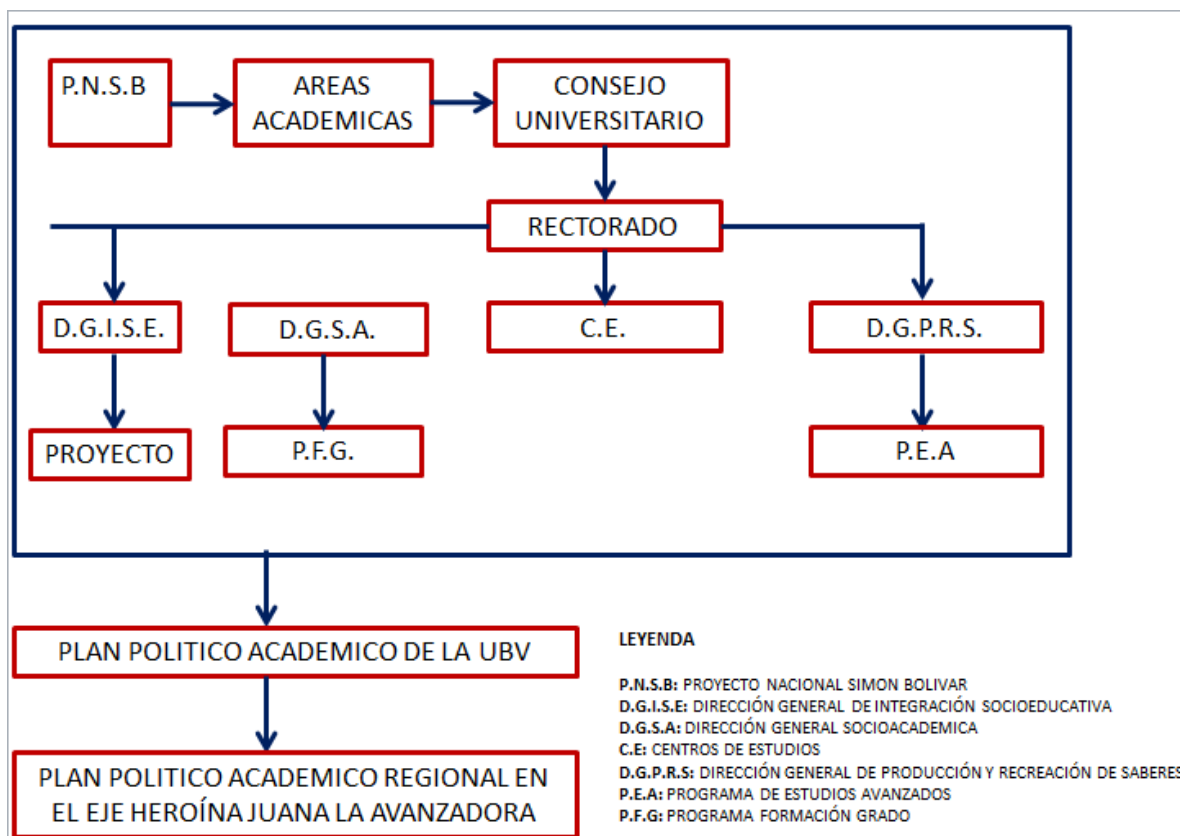 P.N.S.B
AREAS
ACADEMICAS
CONSEJO
UNIVERSITARIO
RECTORADO
D.G.I.S.E.
D.G.S.A.
C.E.
D.G.P.R.S.
PROYECTO
P.F.G.
P.E.A
PLAN POLITICO ACADEMICO DE LA UBV
PLAN POLITICO ACADEMICO REGIONAL EN
EL EJE HEROÍNA JUANA LA AVANZADORA
LEYENDA
P.N.S.B: PROYECTO NACIONAL SIMON BOLIVAR
D.G.I.S.E: DIRECCIÓN GENERAL DE INTEGRACIÓN SOCIOEDUCATIVA
D.G.S.A: DIRECCIÓN GENERAL SOCIOACADEMICA
C.E: CENTROS DE ESTUDIOS
D.G.P.R.S: DIRECCIÓN GENERAL DE PRODUCCIÓN Y RECREACIÓN DE SABERES
P.E.A: PROGRAMA DE ESTUDIOS AVANZADOS
P.F.G: PROGRAMA FORMACIÓN GRADO